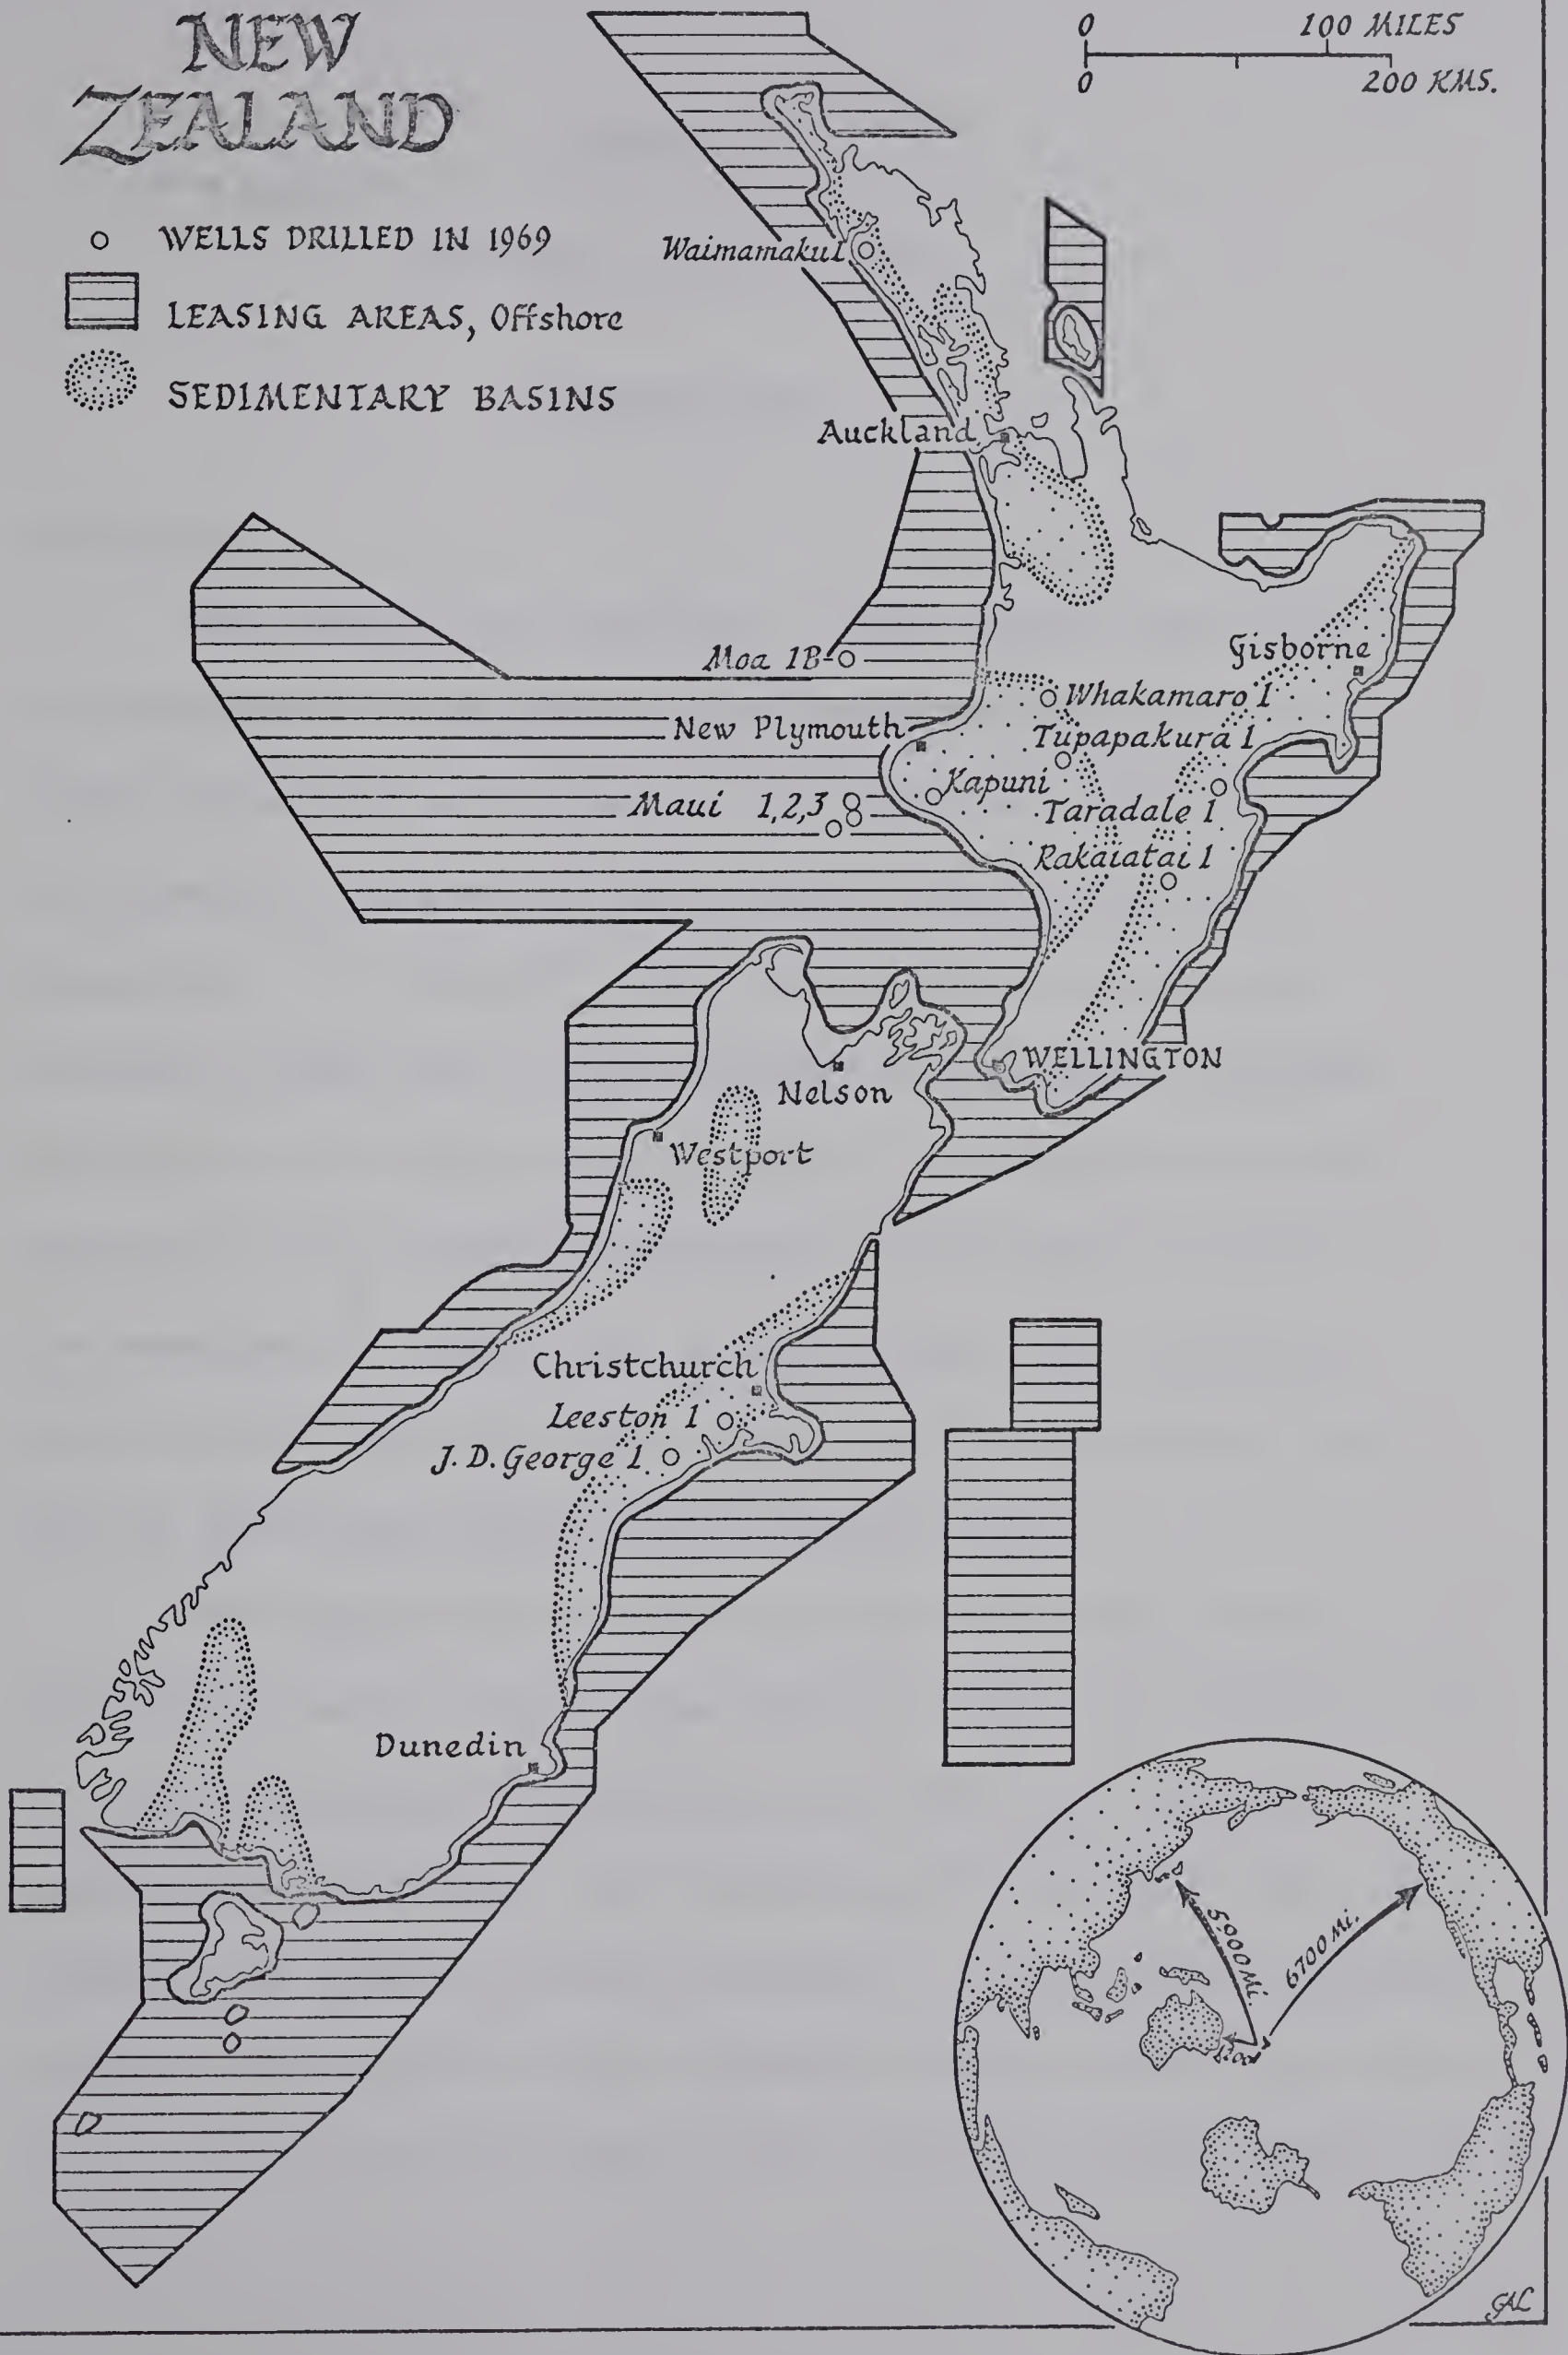 NEW
ZEALAND
0 100 MILES
0 200 KMS.
WELLS DRILLED IN 1969
LEASING AREAS, Offshore
SEDIMENTARY BASINS
Waimamaku 1
Auckland
Gisborne
Moa 1B
Whakamaro 1
New Plymouth
Tupapakura 1
Kapuni
Maui 1,2,3
Taradale 1
Rakaiatai 1
WELLINGTON
Nelson
Westport
Christchurch
Leeston 1
J. D. George 1
Dunedin
5900 Mi.
6700 Mi.
GAL